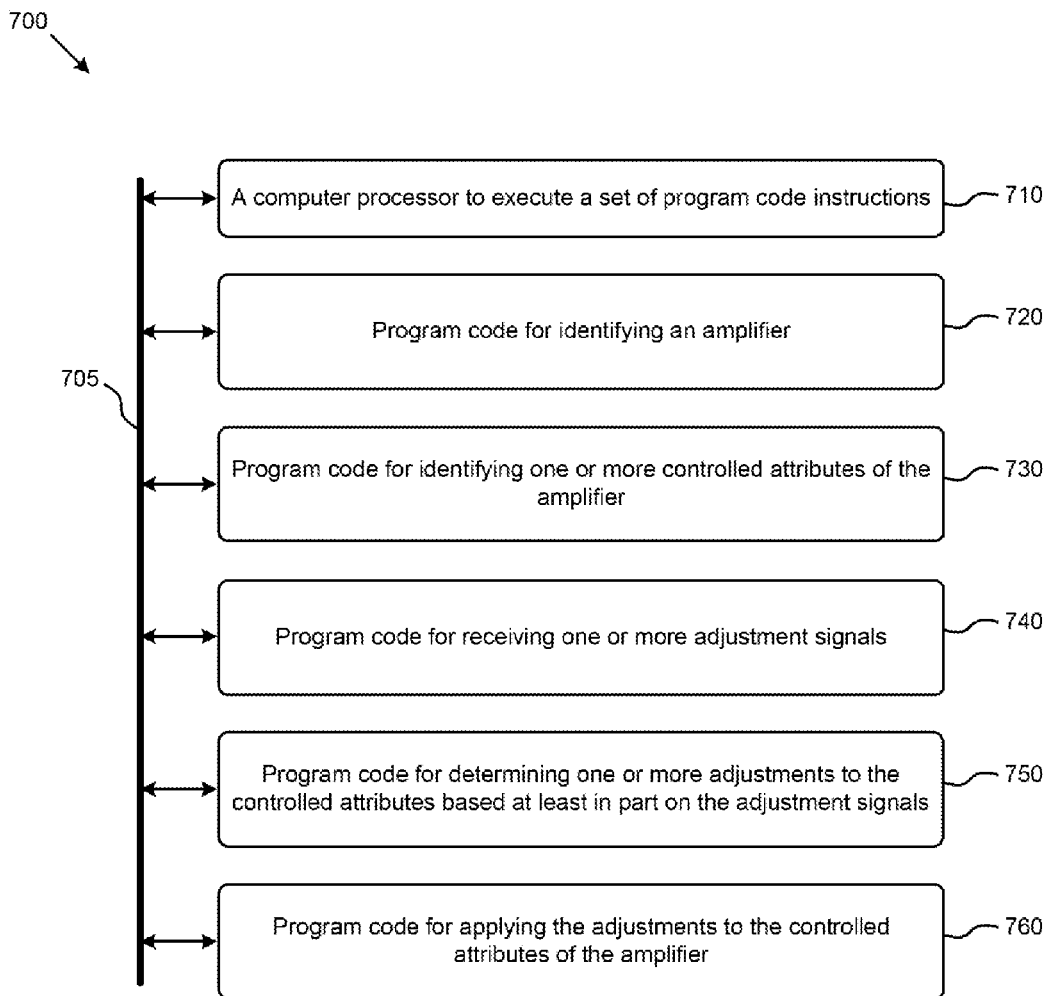 700
A computer processor to execute a set of program code instructions
710
Program code for identifying an amplifier
720
705
Program code for identifying one or more controlled attributes of the
amplifier
730
Program code for receiving one or more adjustment signals
740
Program code for determining one or more adjustments to the
controlled attributes based at least in part on the adjustment signals
750
Program code for applying the adjustments to the controlled
attributes of the amplifier
760